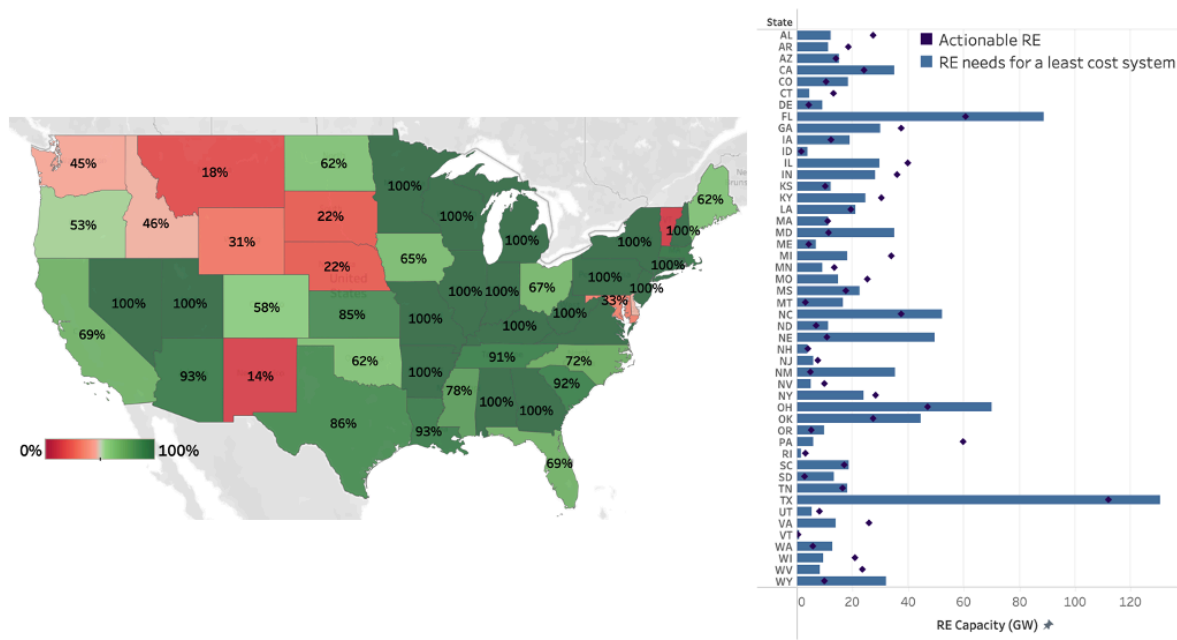 45%
18%
62%
100%
100%
62%
53%
46%
31%
22%
100%
100%
100%
65%
22%
United
States
100%
100%
100%
67%
33%
100%
100%
100%
58%
85%
100%
100%
100%
69%
93%
14%
62%
100%
91%
72%
92%
78%
100%
100%
86%
93%
69%
0%
100%
State
Actionable RE
RE needs for a least cost system
AL
AR
AZ
CA
CO
CT
DE
FL
GA
IA
ID
IL
IN
KS
KY
LA
MA
MD
ME
MI
MN
MO
MS
MT
NC
ND
NE
NH
NJ
NM
NV
NY
OH
OK
OR
PA
RI
SC
SD
TN
TX
UT
VA
VT
WA
WI
WV
WY
0 20 40 60 80 100 120
RE Capacity (GW)